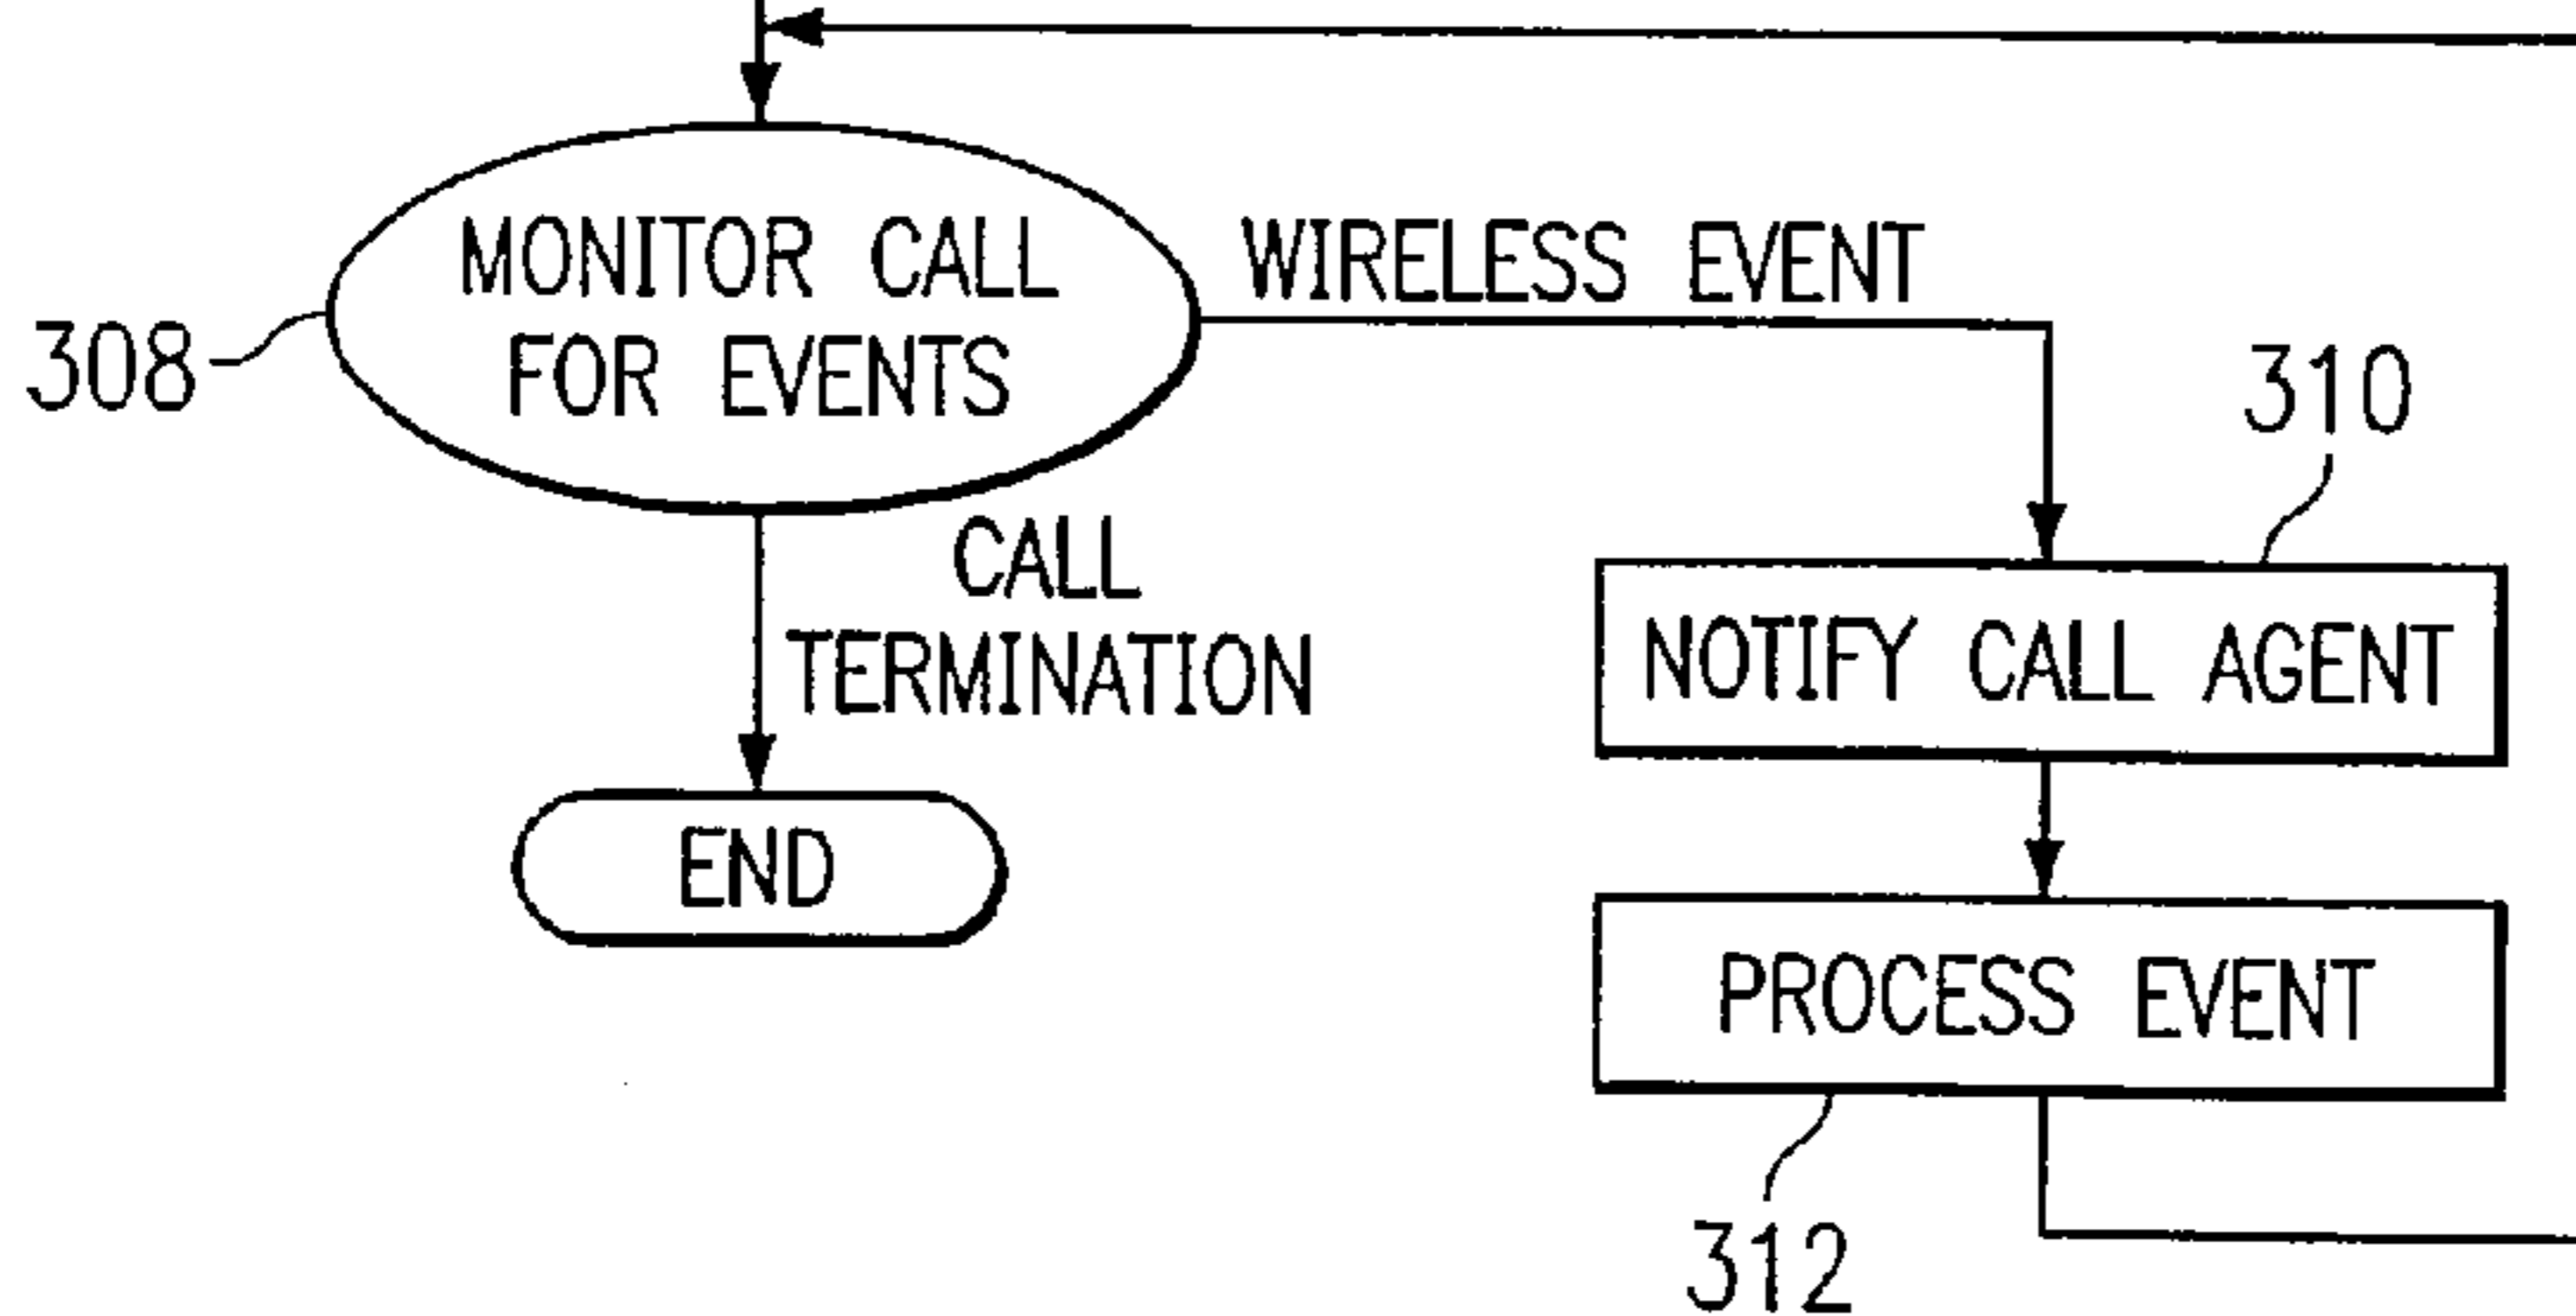 MONITOR CALL
FOR EVENTS
308
WIRELESS EVENT
310
CALL
TERMINATION
NOTIFY CALL AGENT
END
PROCESS EVENT
312